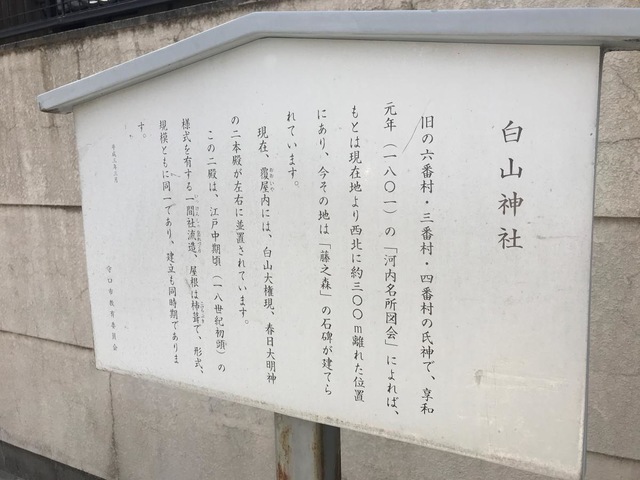 白山神社
旧の六番村・三番村・四番村の氏神で、享和
元年（一八〇一）の「河内名所図会」によれば、
もとは現在地より西北に約三〇〇m離れた位置
にあり、今その地は「藤之森」の石碑が建てら
れています。
現在、覆屋内には、白山大権現、春日大明神
の二本殿が左右に並置されています。
この二殿は、江戸中期頃（一八世紀初頭）の
様式を有する一間社流造、屋根は杮葺で、形式、
規模ともに同一であり、建立も同時期でありま
す。
平成八年三月
守口市教育委員会